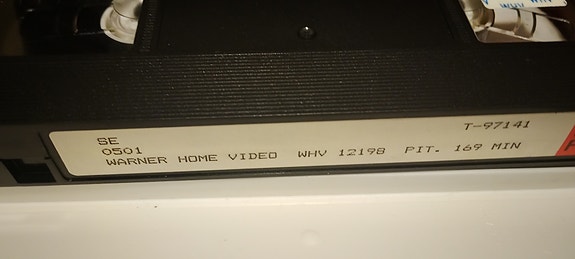 T-97141
SE
0501
WARNER HOME VIDEO WHV 12198 PIT. 169 MIN